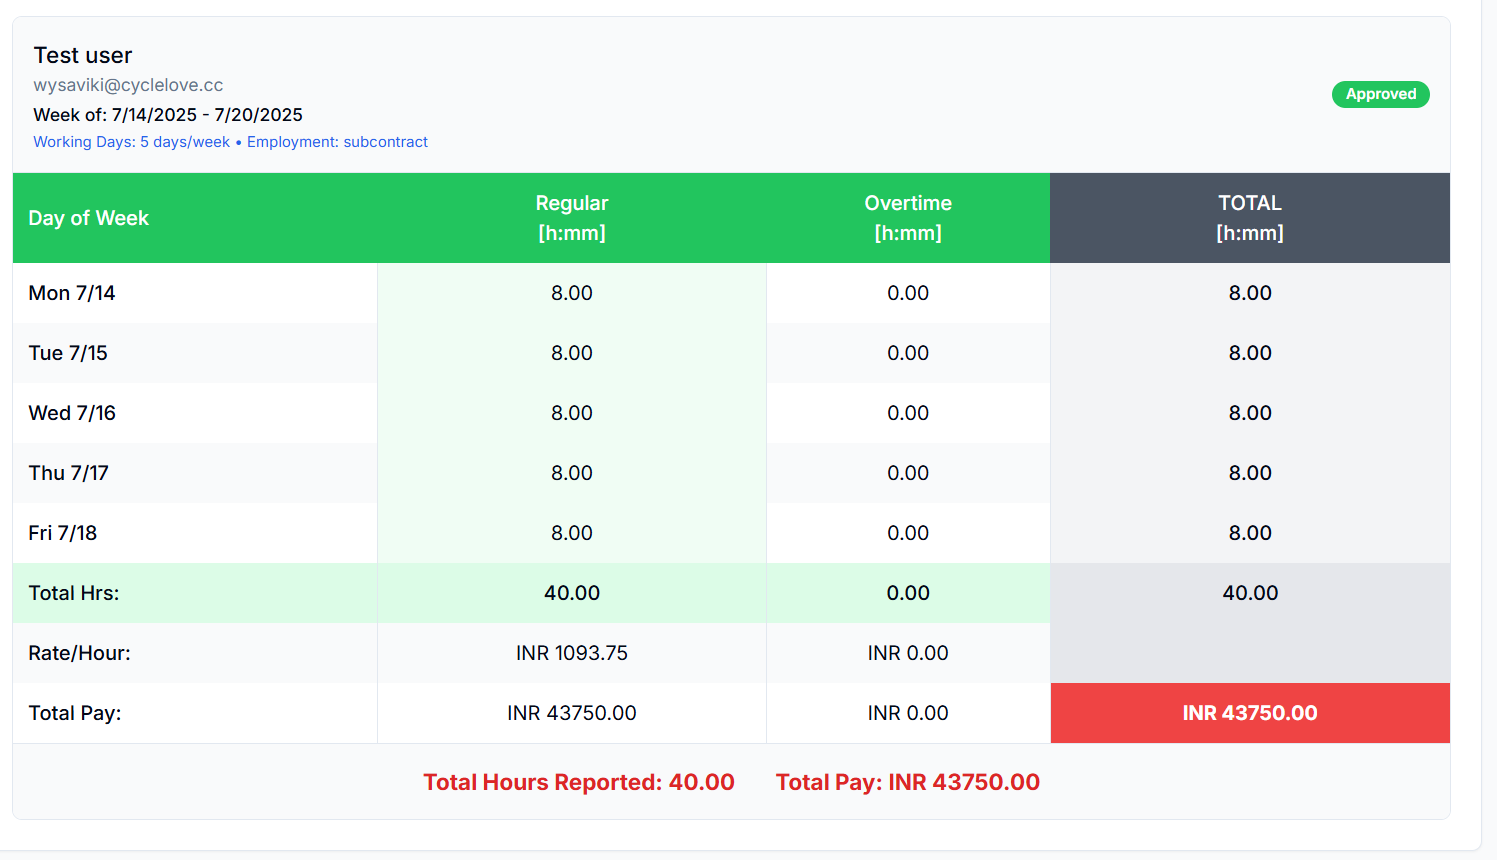 Test user
wysaviki@cyclelove.cc
Week of: 7/14/2025 - 7/20/2025
Working Days: 5 days/week • Employment: subcontract
Approved
Day of Week Regular [h:mm] Overtime [h:mm] TOTAL [h:mm]
Mon 7/14 8.00 0.00 8.00
Tue 7/15 8.00 0.00 8.00
Wed 7/16 8.00 0.00 8.00
Thu 7/17 8.00 0.00 8.00
Fri 7/18 8.00 0.00 8.00
Total Hrs: 40.00 0.00 40.00
Rate/Hour: INR 1093.75 INR 0.00
Total Pay: INR 43750.00 INR 0.00 INR 43750.00
Total Hours Reported: 40.00 Total Pay: INR 43750.00